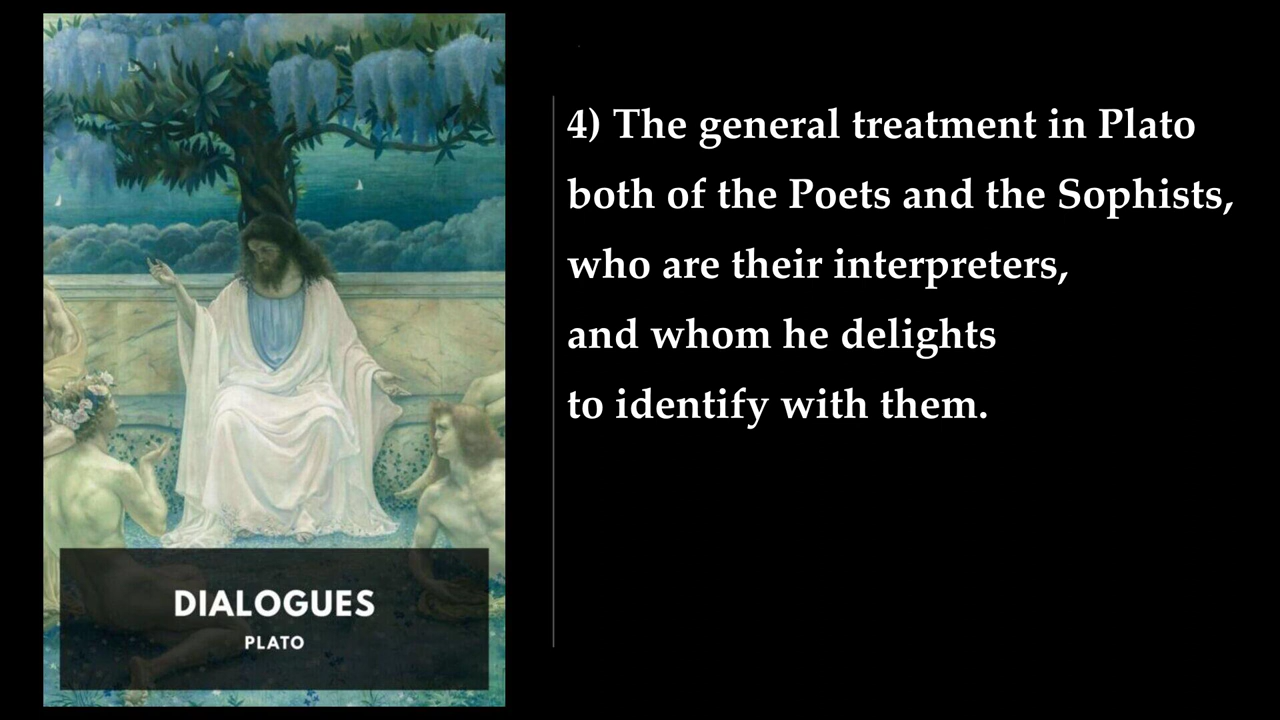 DIALOGUES
PLATO
4) The general treatment in Plato
both of the Poets and the Sophists,
who are their interpreters,
and whom he delights
to identify with them.